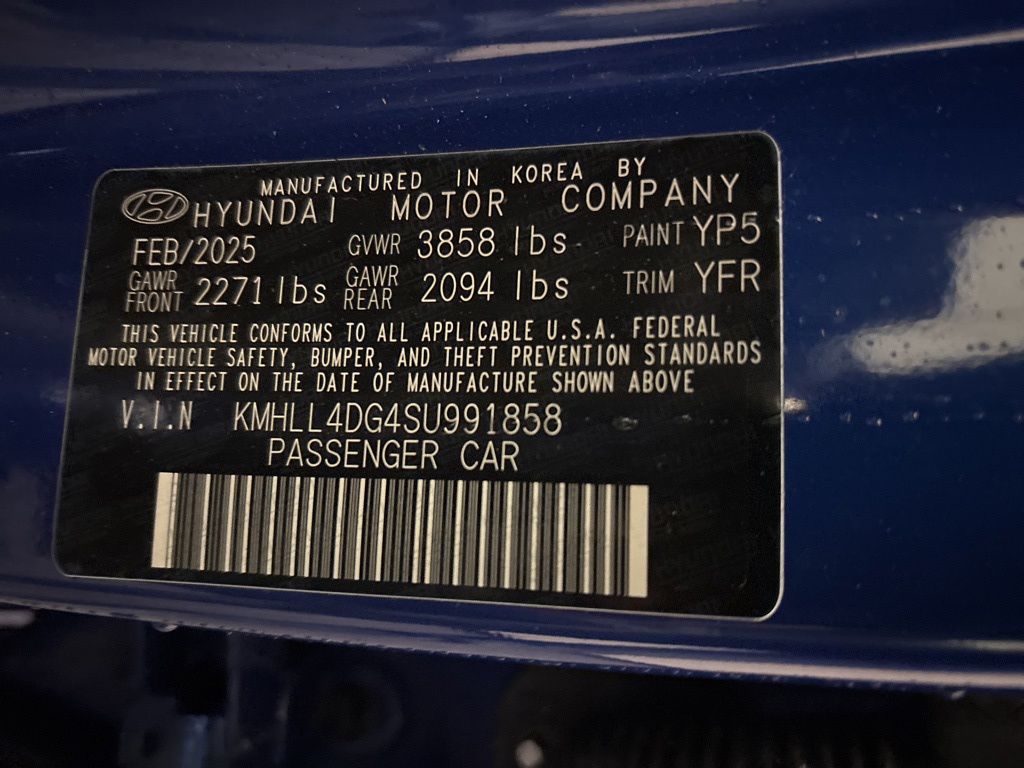 MANUFACTURED IN KOREA BY
HYUNDAI MOTOR COMPANY
FEB/2025 GVWR 3858 lbs PAINT YP5
GAWR FRONT 2271 lbs GAWR REAR 2094 lbs TRIM YFR
THIS VEHICLE CONFORMS TO ALL APPLICABLE U.S.A. FEDERAL
MOTOR VEHICLE SAFETY, BUMPER, AND THEFT PREVENTION STANDARDS
IN EFFECT ON THE DATE OF MANUFACTURE SHOWN ABOVE
V.I.N KMHLL4DG4SU991858
PASSENGER CAR